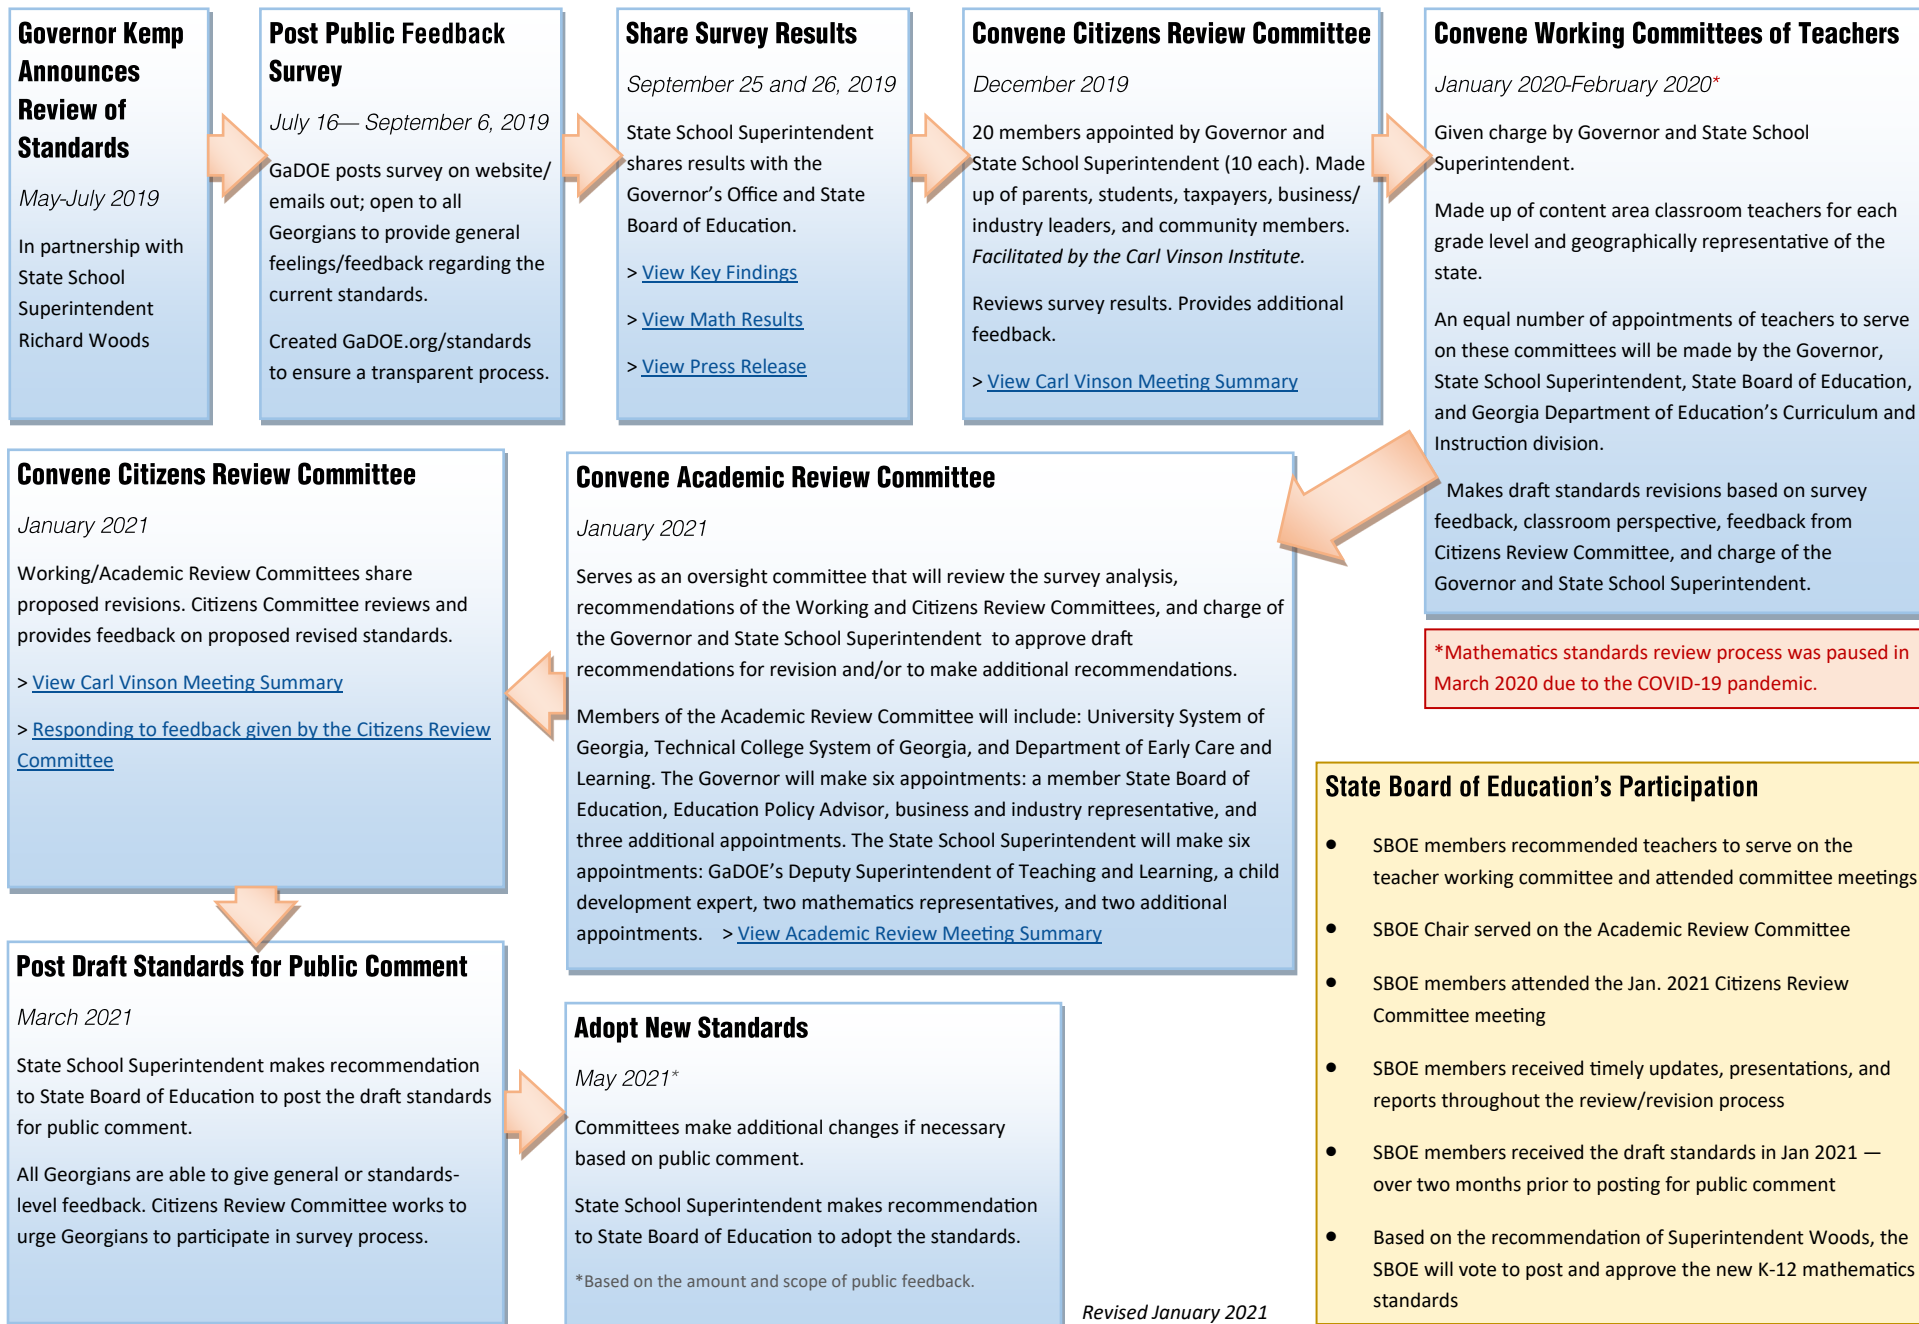 Governor Kemp
Announces
Review of
Standards
May-July 2019
In partnership with
State School
Superintendent
Richard Woods
Post Public Feedback
Survey
July 16— September 6, 2019
GaDOE posts survey on website/
emails out; open to all
Georgians to provide general
feelings/feedback regarding the
current standards.
Created GaDOE.org/standards
to ensure a transparent process.
Share Survey Results
September 25 and 26, 2019
State School Superintendent
shares results with the
Governor's Office and State
Board of Education.
> View Key Findings
> View Math Results
> View Press Release
Convene Citizens Review Committee
December 2019
20 members appointed by Governor and
State School Superintendent (10 each). Made
up of parents, students, taxpayers, business/
industry leaders, and community members.
Facilitated by the Carl Vinson Institute.
Reviews survey results. Provides additional
feedback.
> View Carl Vinson Meeting Summary
Convene Working Committees of Teachers
January 2020-February 2020*
Given charge by Governor and State School
Superintendent.
Made up of content area classroom teachers for each
grade level and geographically representative of the
state.
An equal number of appointments of teachers to serve
on these committees will be made by the Governor,
State School Superintendent, State Board of Education,
and Georgia Department of Education's Curriculum and
Instruction division.
Makes draft standards revisions based on survey
feedback, classroom perspective, feedback from
Citizens Review Committee, and charge of the
Governor and State School Superintendent.
*Mathematics standards review process was paused in
March 2020 due to the COVID-19 pandemic.
Convene Academic Review Committee
January 2021
Serves as an oversight committee that will review the survey analysis,
recommendations of the Working and Citizens Review Committees, and charge of
the Governor and State School Superintendent to approve draft
recommendations for revision and/or to make additional recommendations.
Members of the Academic Review Committee will include: University System of
Georgia, Technical College System of Georgia, and Department of Early Care and
Learning. The Governor will make six appointments: a member State Board of
Education, Education Policy Advisor, business and industry representative, and
three additional appointments. The State School Superintendent will make six
appointments: GaDOE's Deputy Superintendent of Teaching and Learning, a child
development expert, two mathematics representatives, and two additional
appointments. > View Academic Review Meeting Summary
Convene Citizens Review Committee
January 2021
Working/Academic Review Committees share
proposed revisions. Citizens Committee reviews and
provides feedback on proposed revised standards.
> View Carl Vinson Meeting Summary
> Responding to feedback given by the Citizens Review
Committee
Post Draft Standards for Public Comment
March 2021
State School Superintendent makes recommendation
to State Board of Education to post the draft standards
for public comment.
All Georgians are able to give general or standards-
level feedback. Citizens Review Committee works to
urge Georgians to participate in survey process.
Adopt New Standards
May 2021*
Committees make additional changes if necessary
based on public comment.
State School Superintendent makes recommendation
to State Board of Education to adopt the standards.
*Based on the amount and scope of public feedback.
Revised January 2021
State Board of Education's Participation
• SBOE members recommended teachers to serve on the
teacher working committee and attended committee meetings
• SBOE Chair served on the Academic Review Committee
• SBOE members attended the Jan. 2021 Citizens Review
Committee meeting
• SBOE members received timely updates, presentations, and
reports throughout the review/revision process
• SBOE members received the draft standards in Jan 2021 —
over two months prior to posting for public comment
• Based on the recommendation of Superintendent Woods, the
SBOE will vote to post and approve the new K-12 mathematics
standards